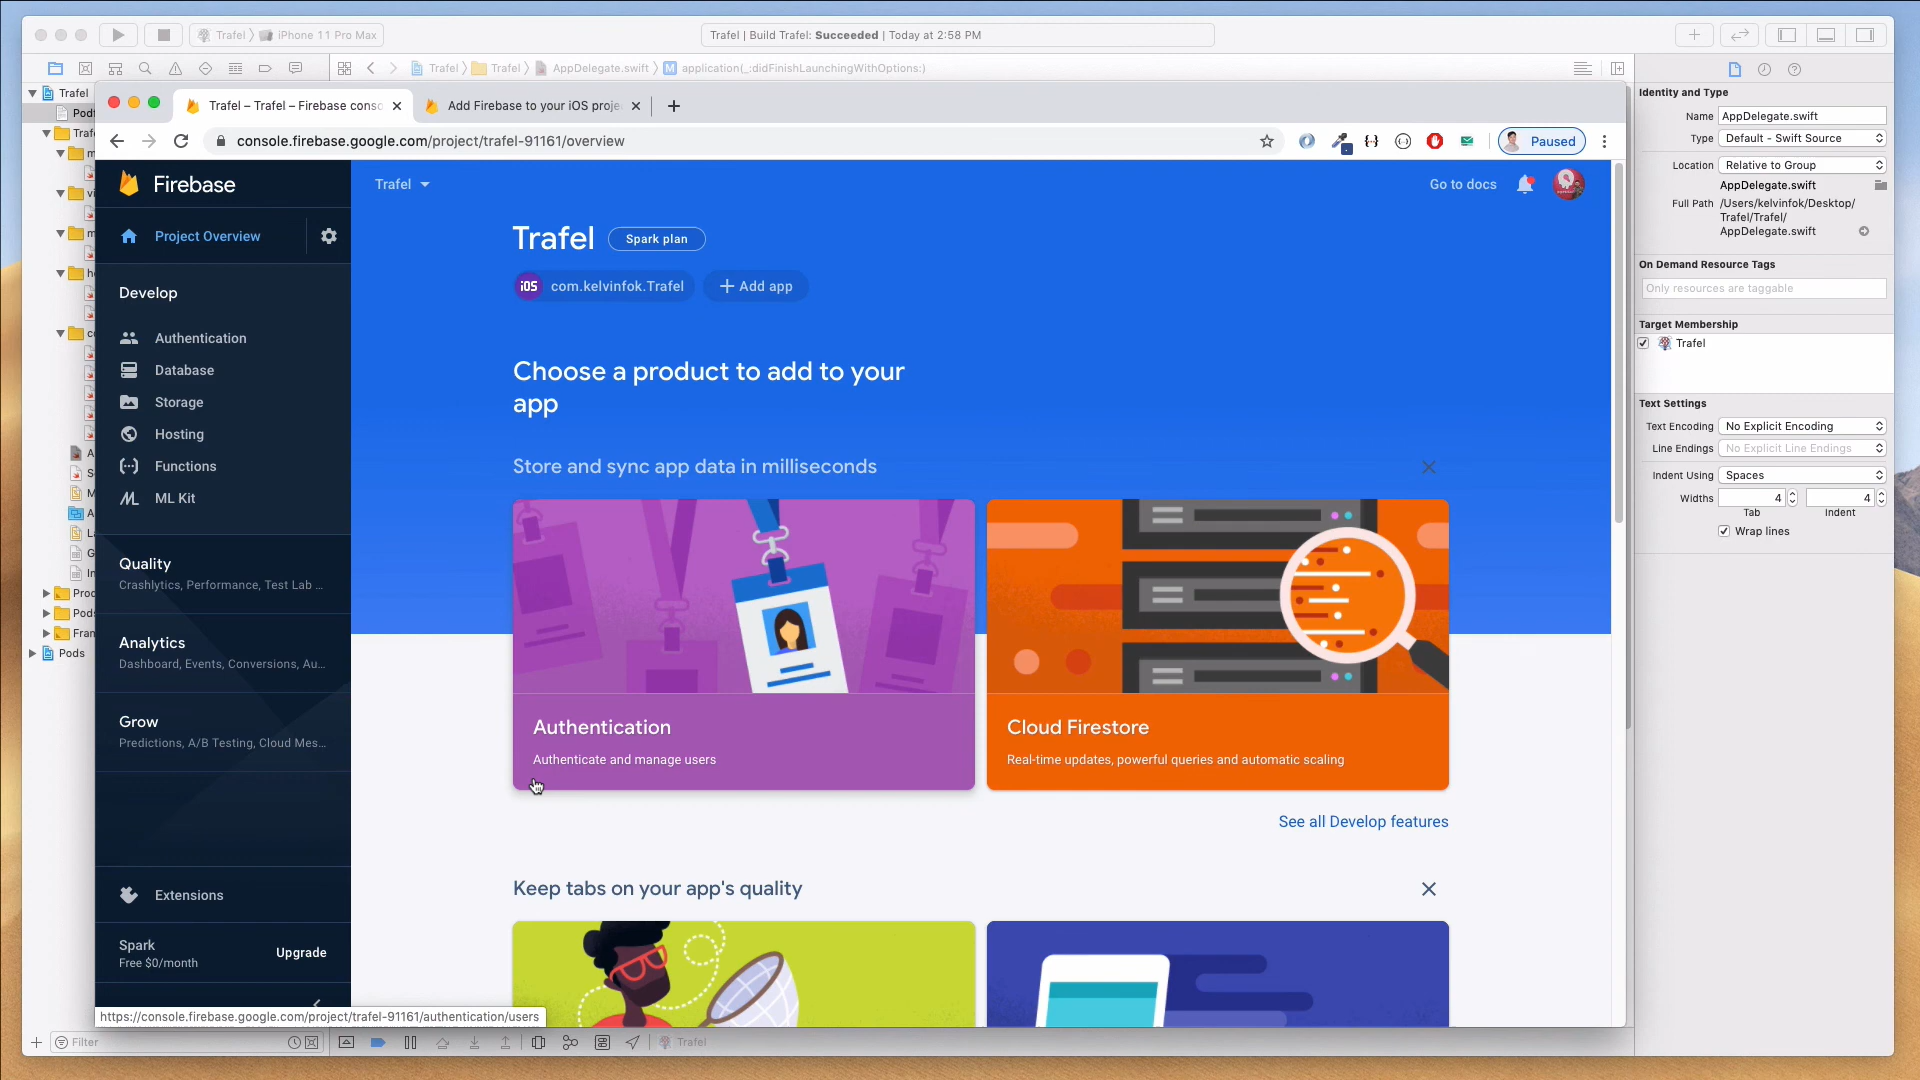 Trafel 〉 iPhone 11 Pro Max
Trafel | Build Trafel: Succeeded | Today at 2:58 PM
Trafel 〉 Trafel 〉 AppDelegate.swift 〉 M application(_:didFinishLaunchingWithOptions:)
Trafel
Trafel – Trafel – Firebase conso
Add Firebase to your iOS proje
console.firebase.google.com/project/trafel-91161/overview
Paused
Firebase
Project Overview
Develop
Authentication
Database
Storage
Hosting
Functions
ML Kit
Quality
Crashlytics, Performance, Test Lab ...
Analytics
Dashboard, Events, Conversions, Au...
Grow
Predictions, A/B Testing, Cloud Mes...
Extensions
Spark
Free $0/month
Upgrade
Pods
https://console.firebase.google.com/project/trafel-91161/authentication/users
Filter
Trafel
Trafel
Go to docs
Trafel
Spark plan
iOS com.kelvinfok.Trafel
+ Add app
Choose a product to add to your
app
Store and sync app data in milliseconds
Authentication
Authenticate and manage users
Cloud Firestore
Real-time updates, powerful queries and automatic scaling
See all Develop features
Keep tabs on your app's quality
Identity and Type
Name AppDelegate.swift
Type Default - Swift Source
Location Relative to Group
AppDelegate.swift
Full Path /Users/kelvinfok/Desktop/
Trafel/Trafel/
AppDelegate.swift
On Demand Resource Tags
Only resources are taggable
Target Membership
Trafel
Text Settings
Text Encoding No Explicit Encoding
Line Endings No Explicit Line Endings
Indent Using Spaces
Widths 4 4
Tab Indent
Wrap lines